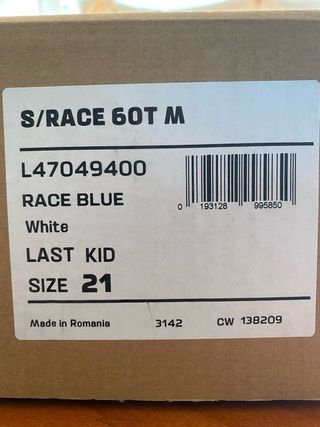 S/RACE 60T M
L47049400
RACE BLUE
White
LAST KID
SIZE 21
0 193128 995850
Made in Romania 3142 CW 138209